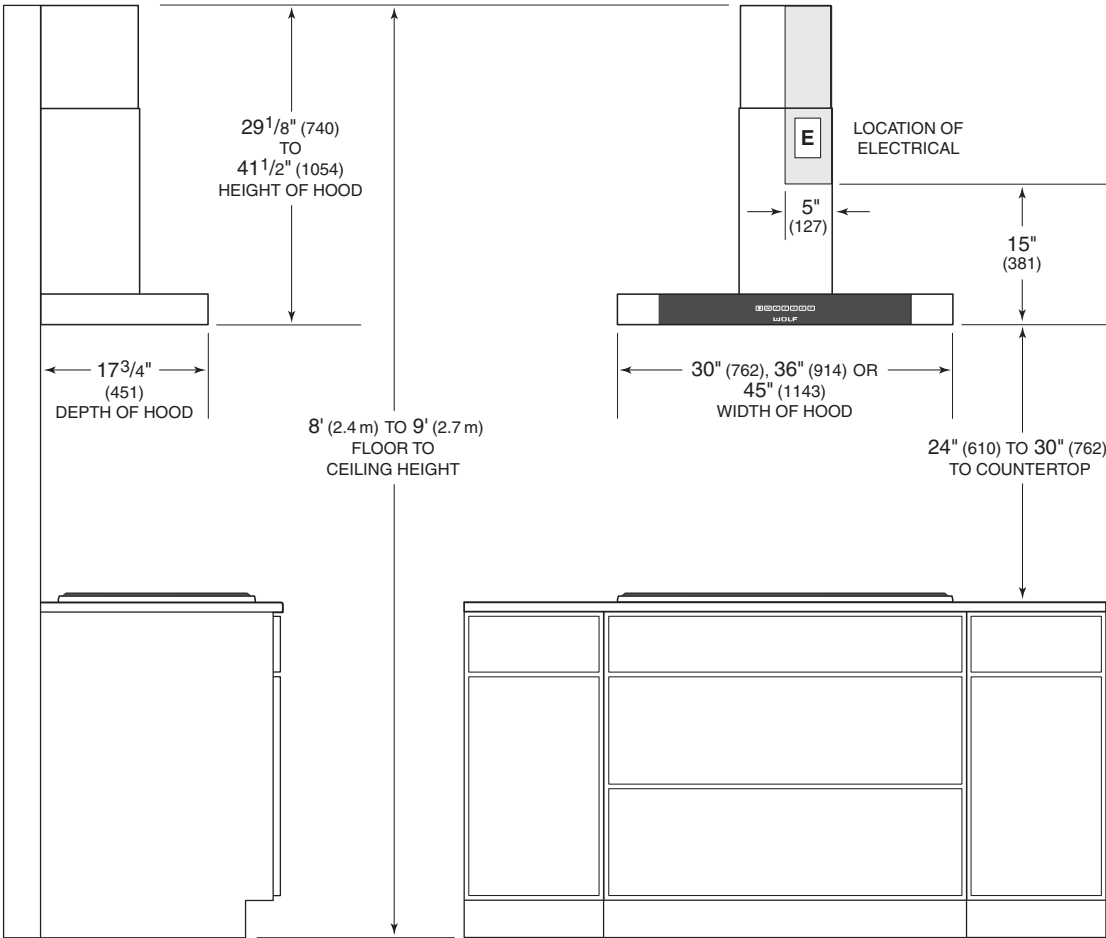 29 1/8" (740)
TO
41 1/2" (1054)
HEIGHT OF HOOD
E
LOCATION OF
ELECTRICAL
5"
(127)
15"
(381)
WOLF
17 3/4"
(451)
DEPTH OF HOOD
30" (762), 36" (914) OR
45" (1143)
WIDTH OF HOOD
8' (2.4 m) TO 9' (2.7 m)
FLOOR TO
CEILING HEIGHT
24" (610) TO 30" (762)
TO COUNTERTOP